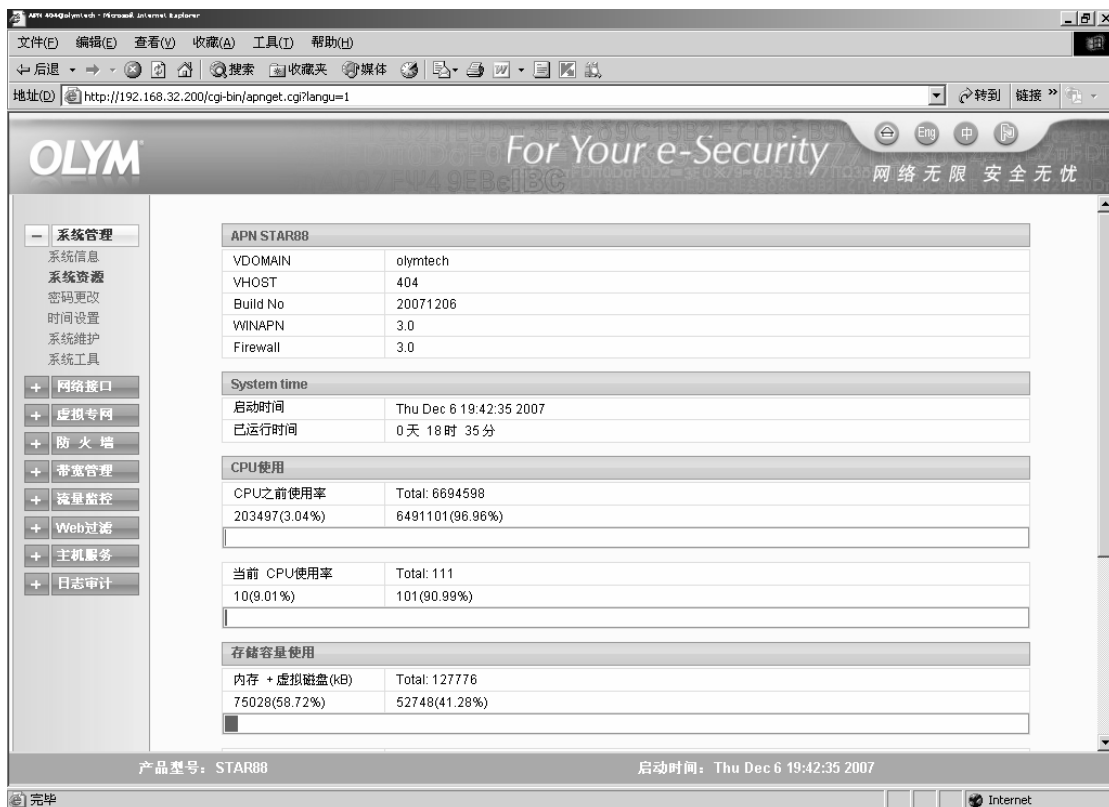 APN 404@olymtech - Microsoft Internet Explorer
文件(F) 编辑(E) 查看(V) 收藏(A) 工具(T) 帮助(H)
后退 搜索 收藏夹 媒体
地址(D) http://192.168.32.200/cgi-bin/apnget.cgi?langu=1 转到 链接 »
OLYM
For Your e-Security
Eng 中
网络无限 安全无忧
− 系统管理
系统信息
系统资源
密码更改
时间设置
系统维护
系统工具
+ 网络接口
+ 虚拟专网
+ 防 火 墙
+ 带宽管理
+ 流量监控
+ Web过滤
+ 主机服务
+ 日志审计
APN STAR88
VDOMAIN olymtech
VHOST 404
Build No 20071206
WINAPN 3.0
Firewall 3.0
System time
启动时间 Thu Dec 6 19:42:35 2007
已运行时间 0天 18时 35分
CPU使用
CPU之前使用率 Total: 6694598
203497(3.04%) 6491101(96.96%)
当前 CPU使用率 Total: 111
10(9.01%) 101(90.99%)
存储容量使用
内存 +虚拟磁盘(kB) Total: 127776
75028(58.72%) 52748(41.28%)
产品型号: STAR88 启动时间: Thu Dec 6 19:42:35 2007
完毕 Internet